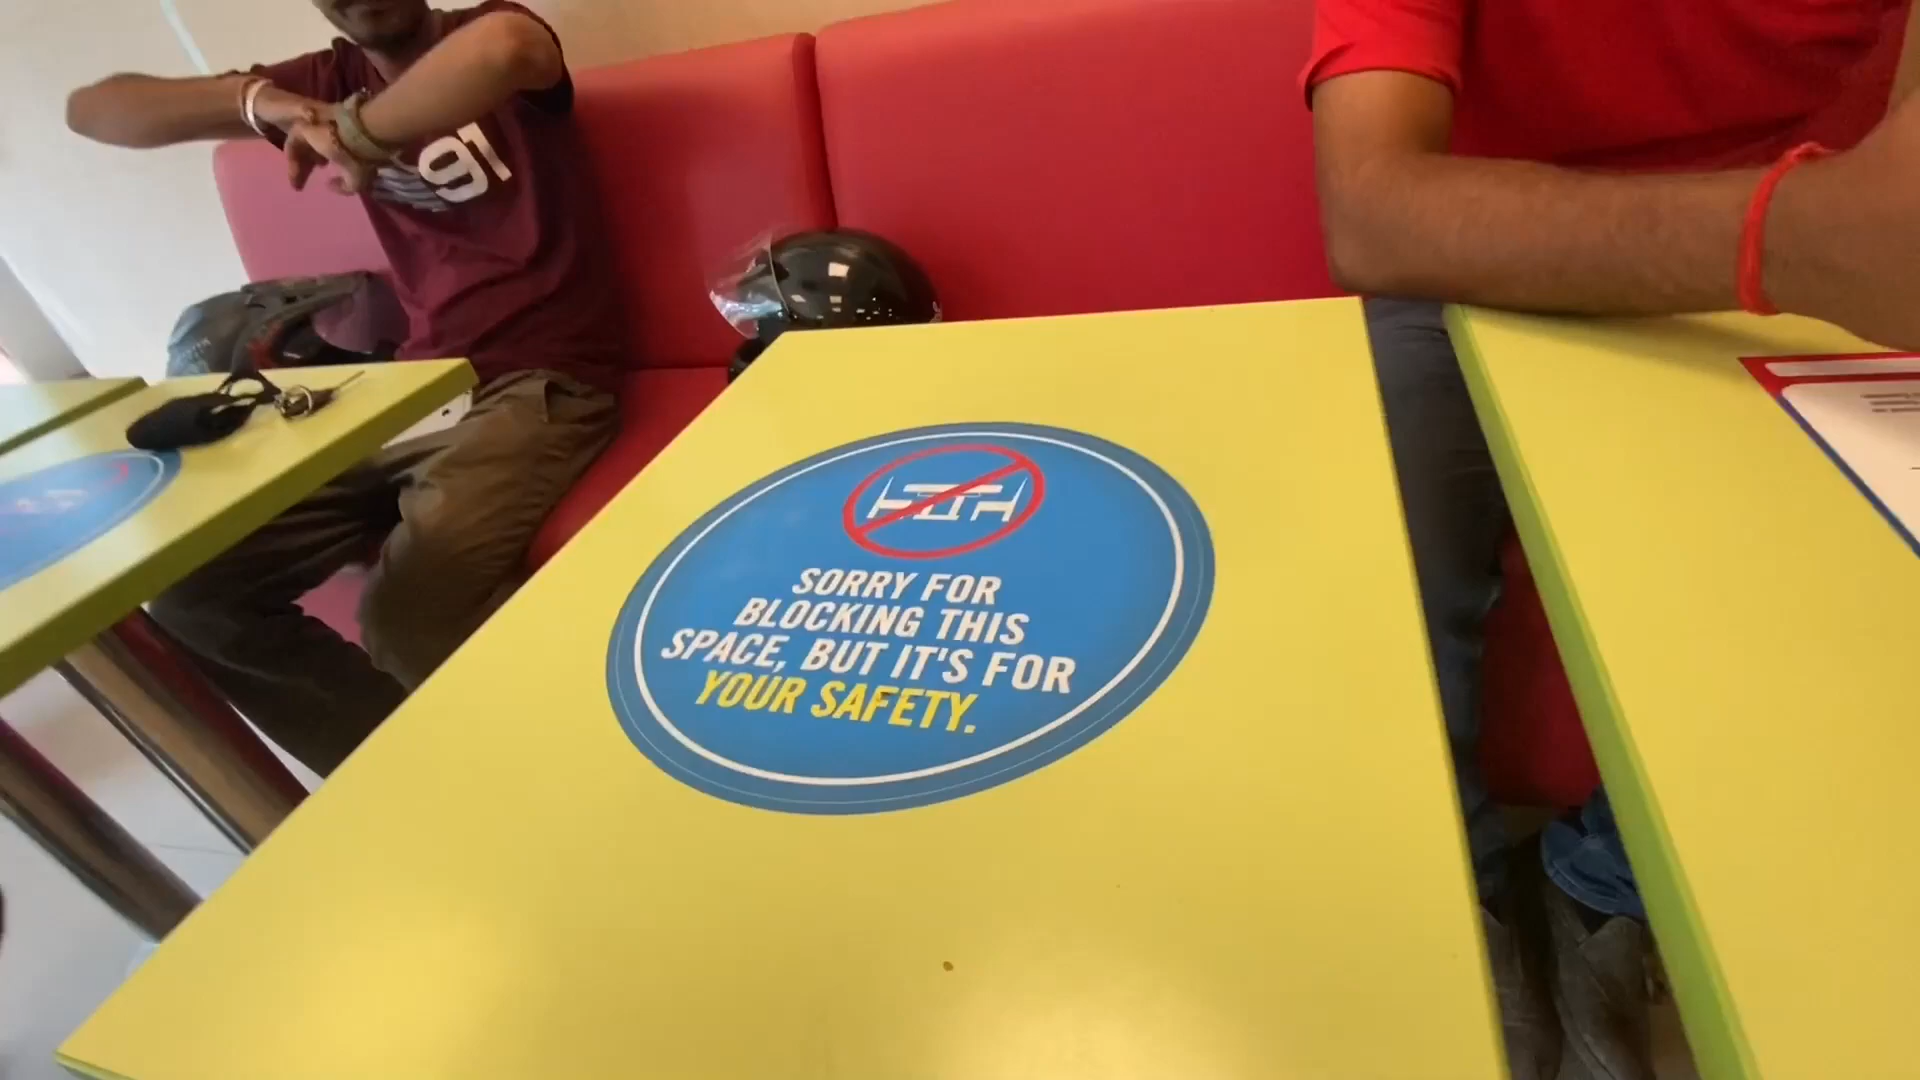 91
SORRY FOR
BLOCKING THIS
SPACE, BUT IT'S FOR
YOUR SAFETY.